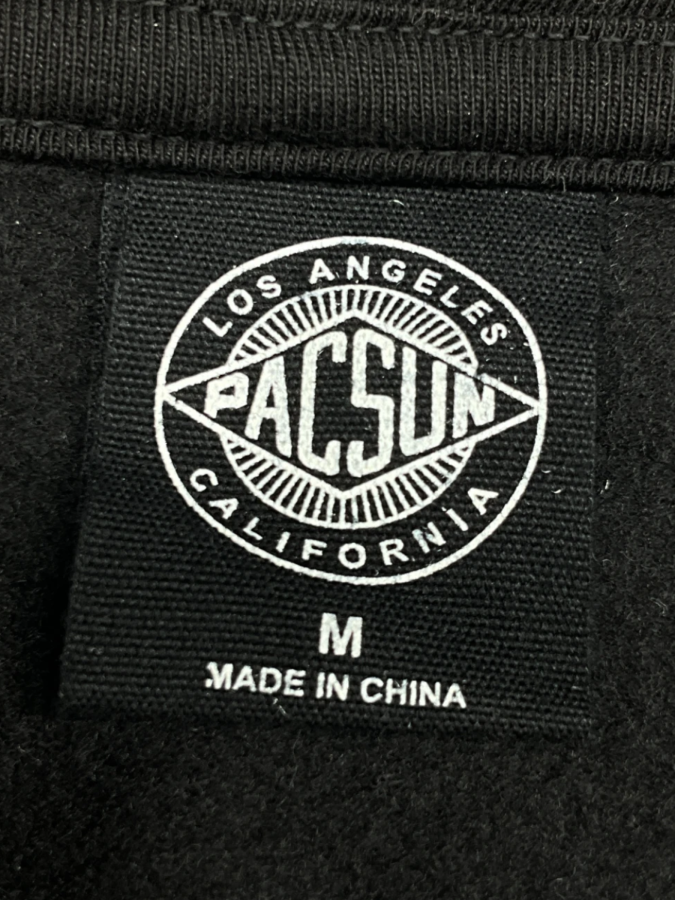 LOS ANGELES
PACSUN
CALIFORNIA
M
MADE IN CHINA